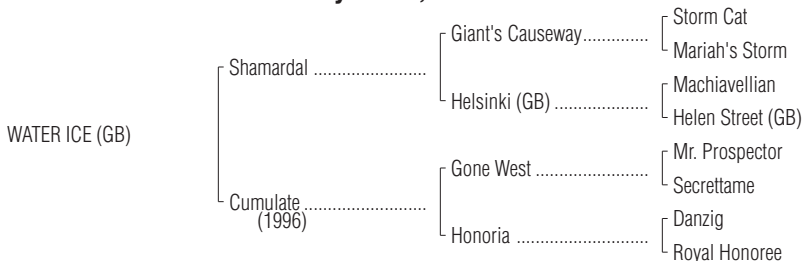 Storm Cat
Giant's Causeway..............
Mariah's Storm
Shamardal ........................
Machiavellian
Helsinki (GB) ....................
Helen Street (GB)
WATER ICE (GB)
Mr. Prospector
Gone West ........................
Secrettame
Cumulate ..........................
(1996)
Danzig
Honoria ............................
Royal Honoree